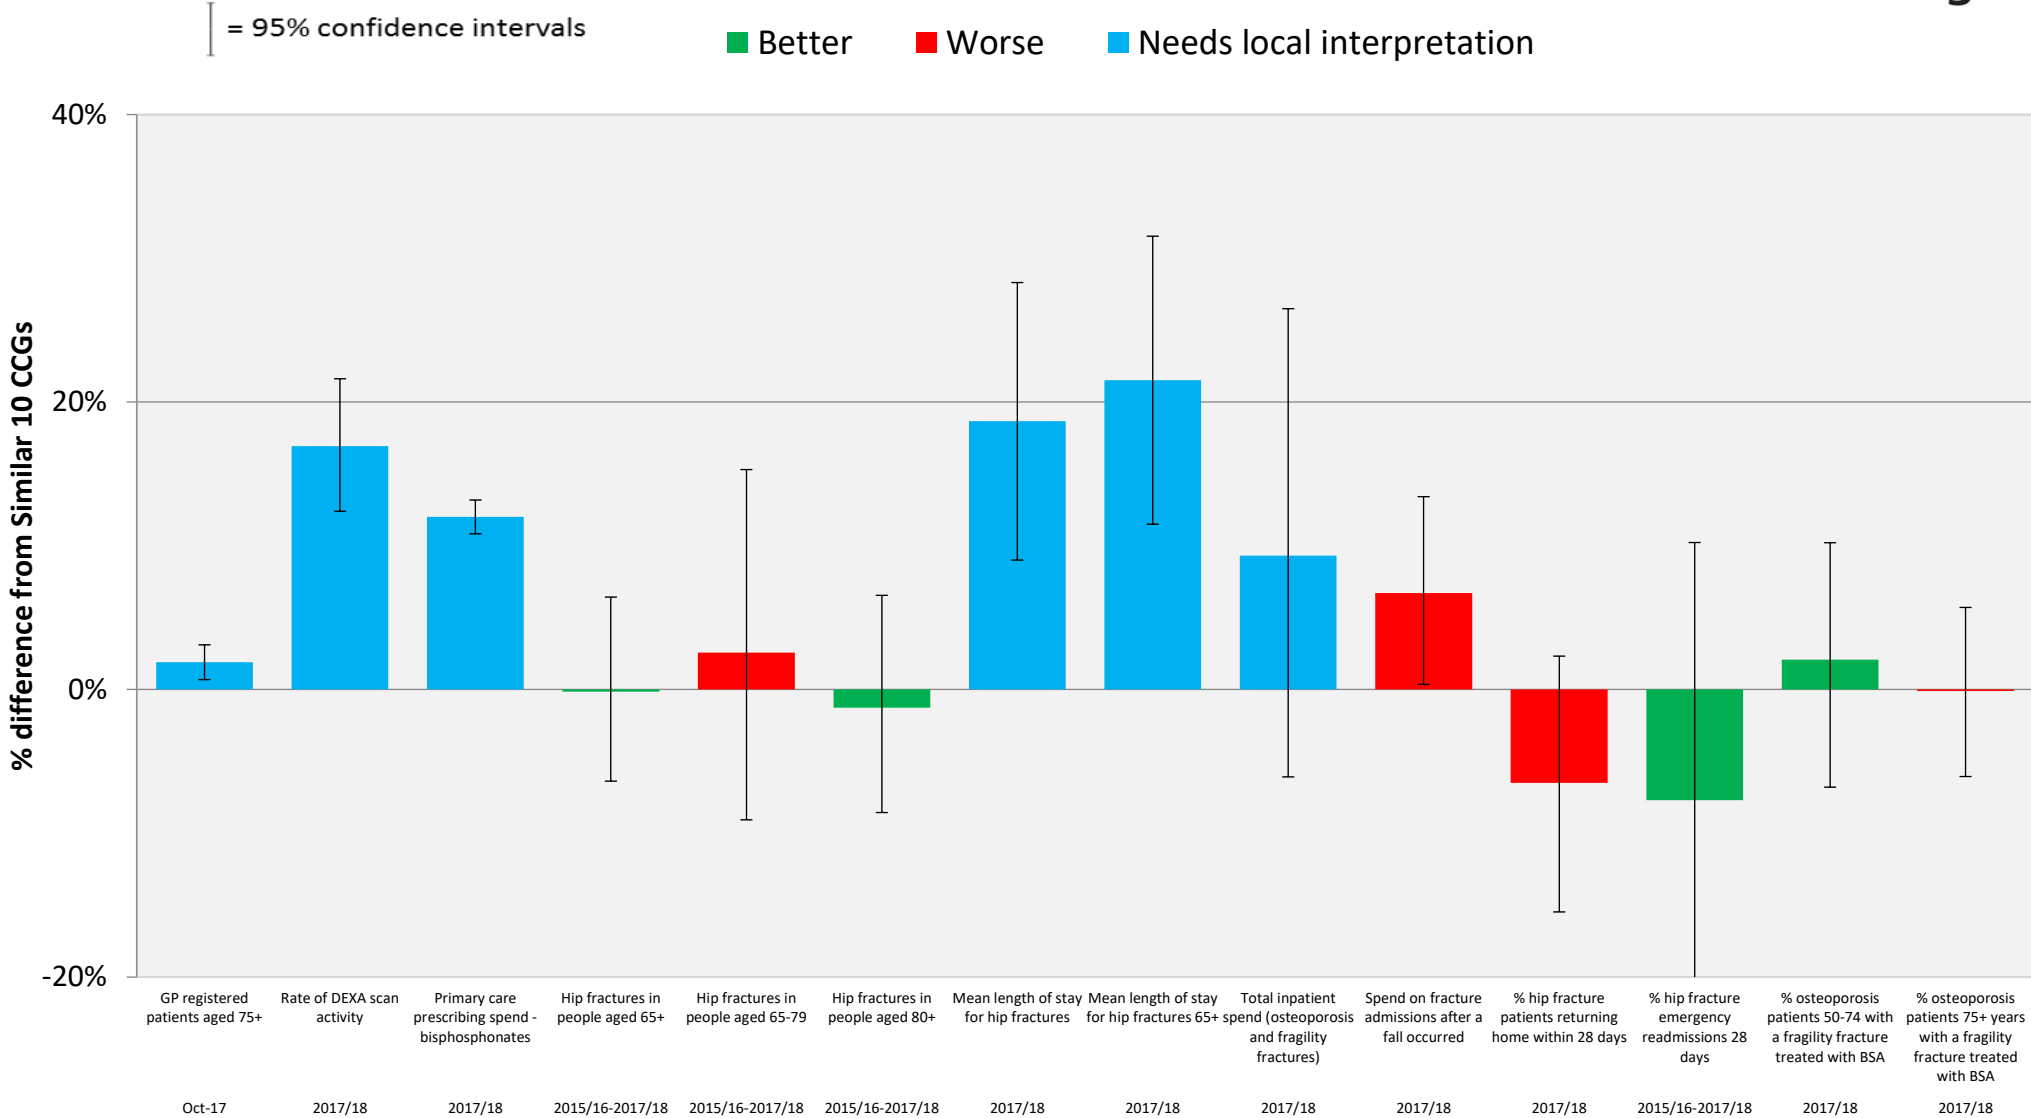 = 95% confidence intervals
Better
Worse
Needs local interpretation
% difference from Similar 10 CCGs
40%
20%
0%
-20%
GP registered
patients aged 75+
Oct-17
Rate of DEXA scan
activity
2017/18
Primary care
prescribing spend -
bisphosphonates
2017/18
Hip fractures in
people aged 65+
2015/16-2017/18
Hip fractures in
people aged 65-79
2015/16-2017/18
Hip fractures in
people aged 80+
2015/16-2017/18
Mean length of stay
for hip fractures
2017/18
Mean length of stay
for hip fractures 65+
2017/18
Total inpatient
spend (osteoporosis
and fragility
fractures)
2017/18
Spend on fracture
admissions after a
fall occurred
2017/18
% hip fracture
patients returning
home within 28 days
2017/18
% hip fracture
emergency
readmissions 28
days
2015/16-2017/18
% osteoporosis
patients 50-74 with
a fragility fracture
treated with BSA
2017/18
% osteoporosis
patients 75+ years
with a fragility
fracture treated
with BSA
2017/18